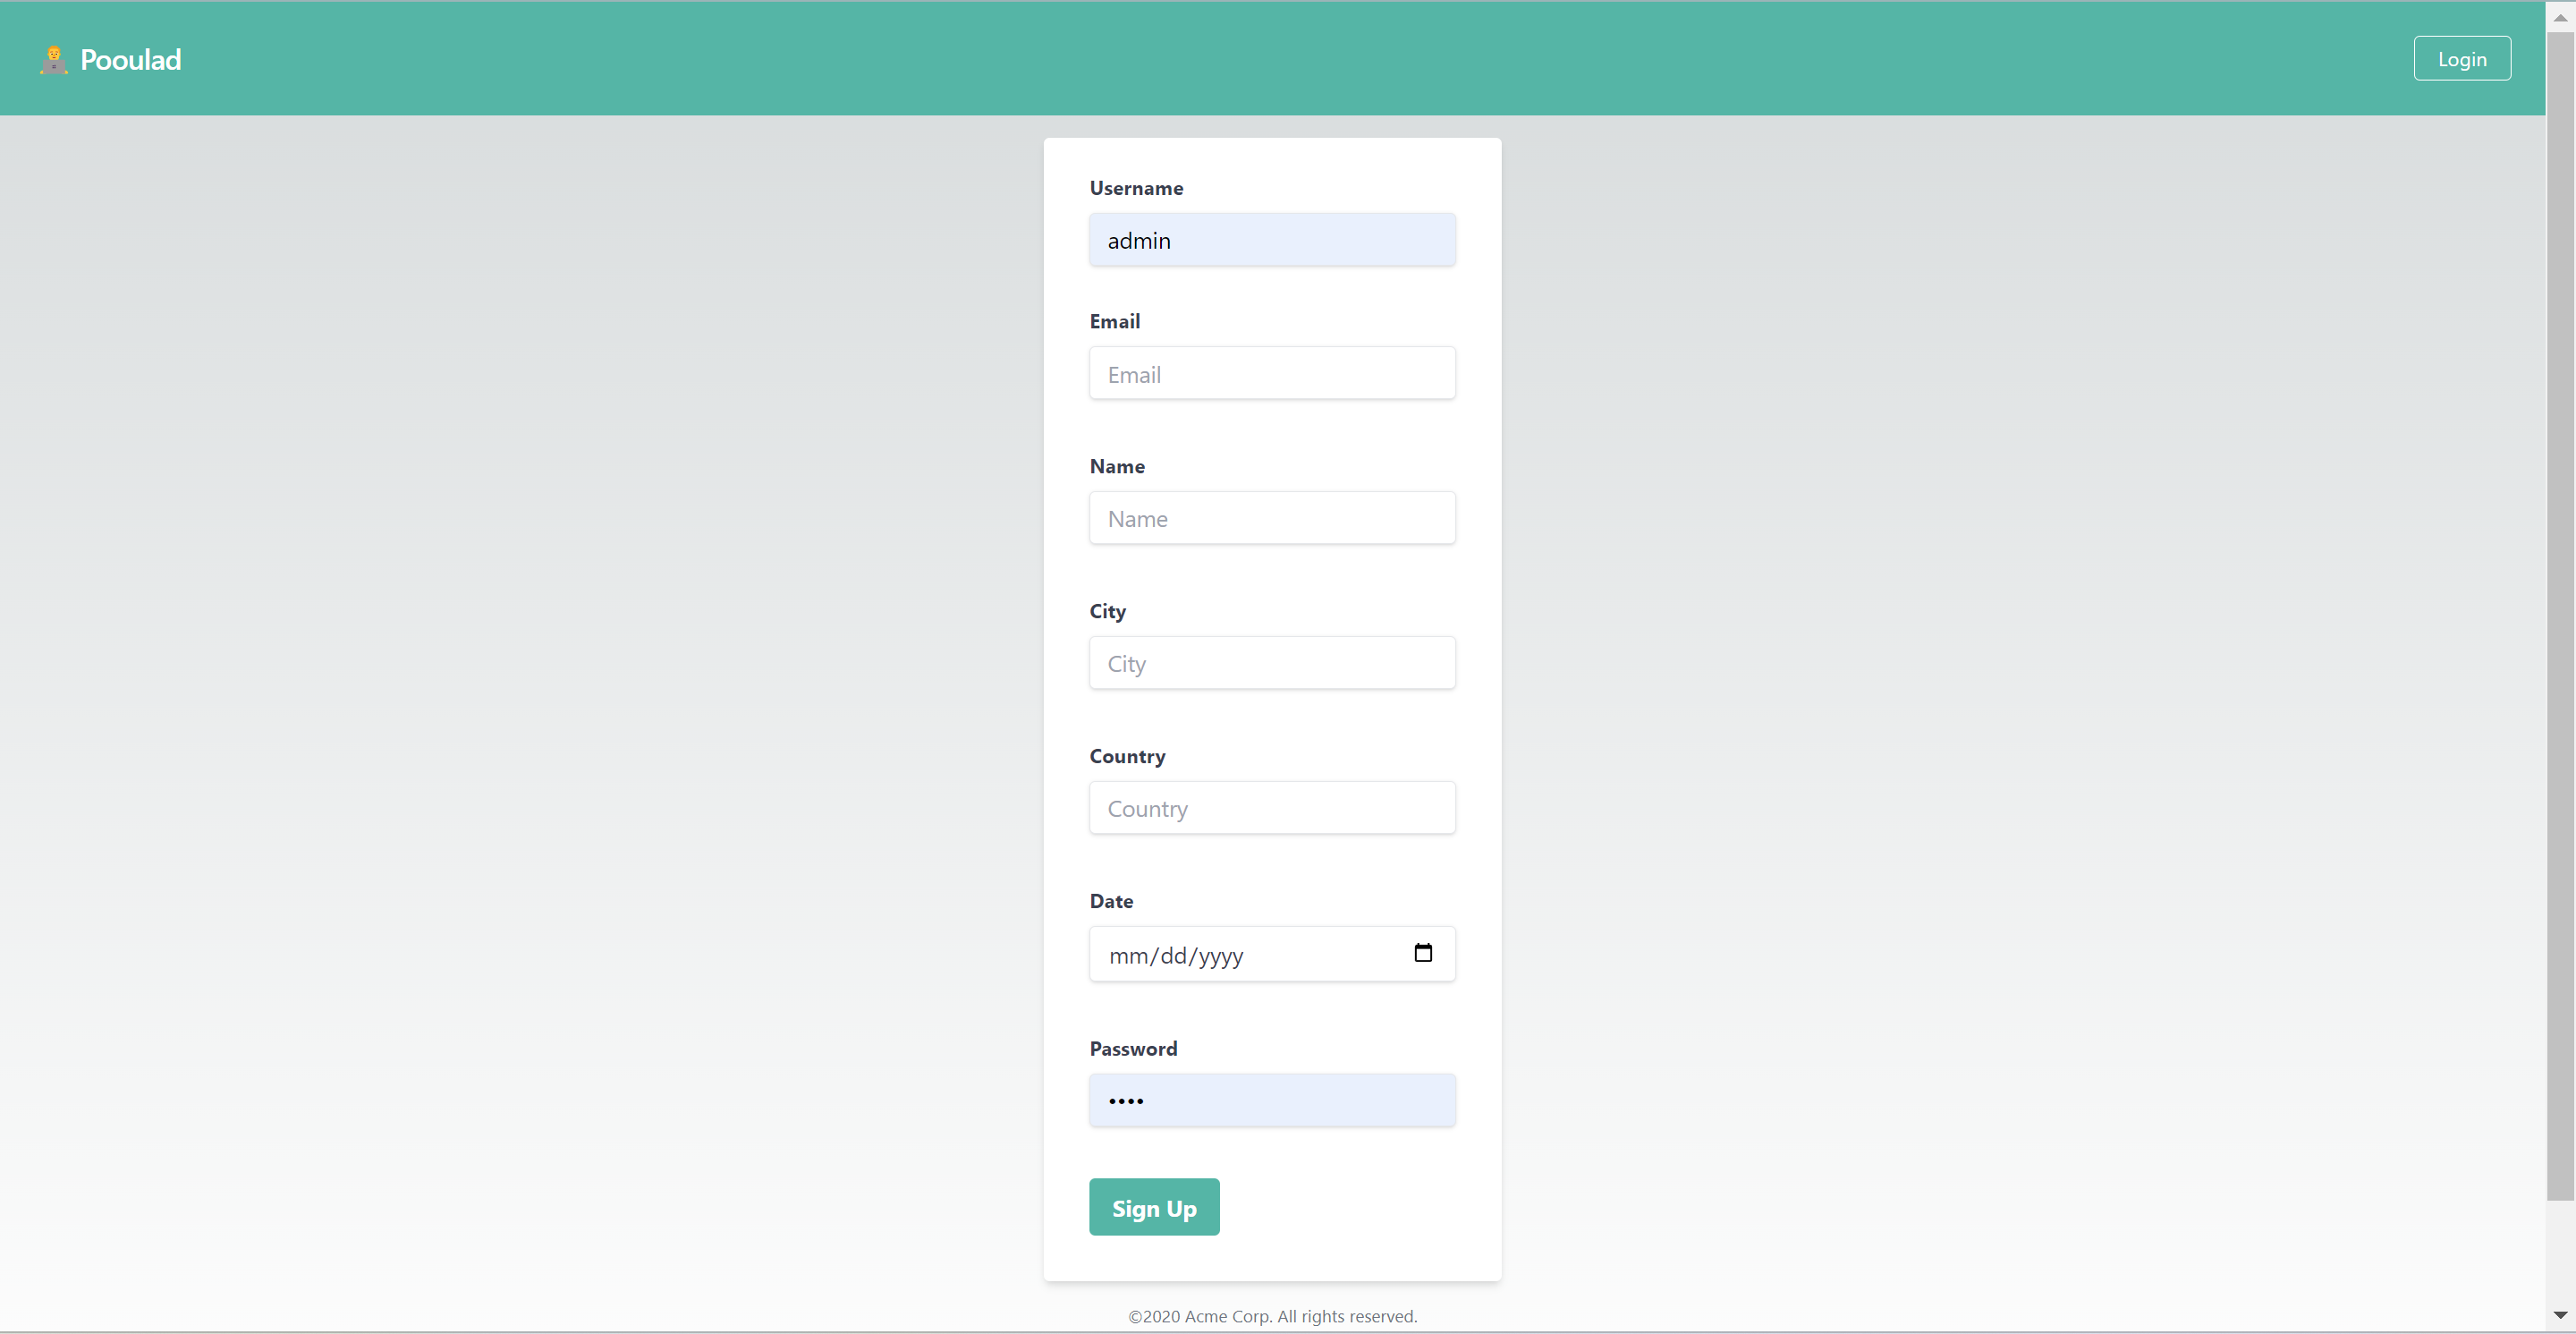 Pooulad
Login
Username
admin
Email
Email
Name
Name
City
City
Country
Country
Date
mm/dd/yyyy
Password
••••
Sign Up
©2020 Acme Corp. All rights reserved.